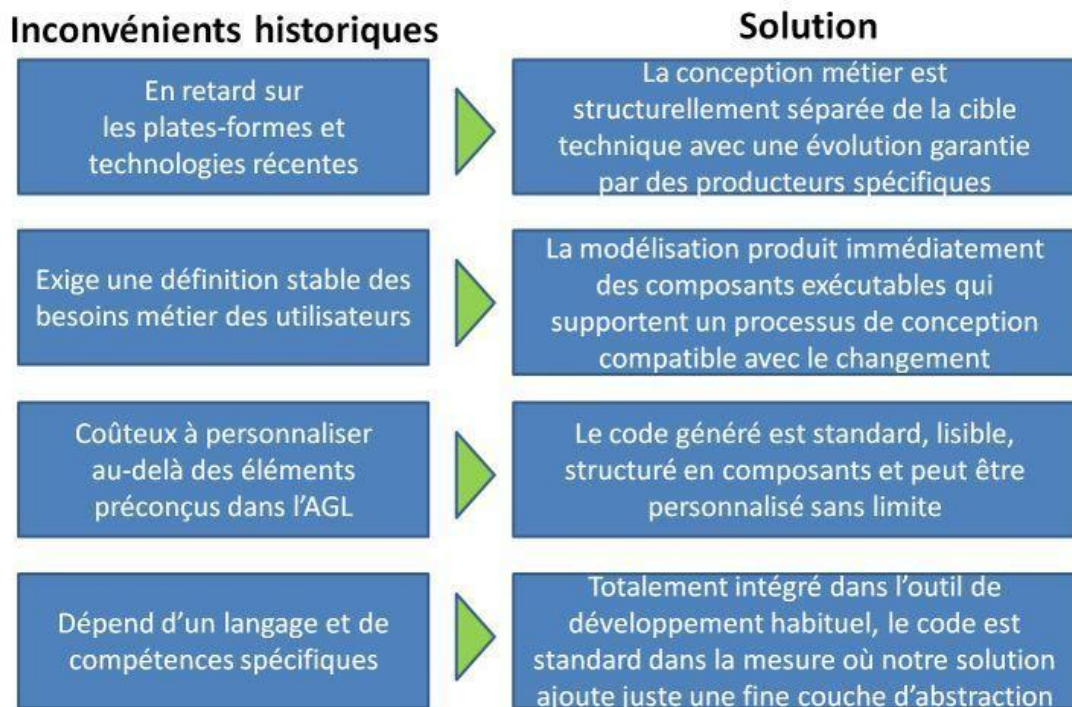 Inconvénients historiques
Solution
En retard sur
les plates-formes et
technologies récentes
La conception métier est
structurellement séparée de la cible
technique avec une évolution garantie
par des producteurs spécifiques
Exige une définition stable des
besoins métier des utilisateurs
La modélisation produit immédiatement
des composants exécutables qui
supportent un processus de conception
compatible avec le changement
Coûteux à personnaliser
au-delà des éléments
préconçus dans l’AGL
Le code généré est standard, lisible,
structuré en composants et peut être
personnalisé sans limite
Dépend d’un langage et de
compétences spécifiques
Totalement intégré dans l’outil de
développement habituel, le code est
standard dans la mesure où notre solution
ajoute juste une fine couche d’abstraction